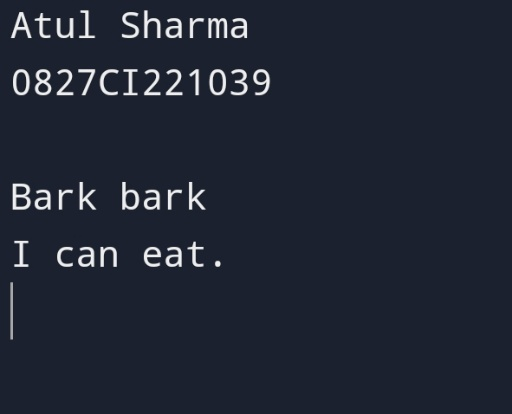 Atul Sharma
0827CI221039
Bark bark
I can eat.